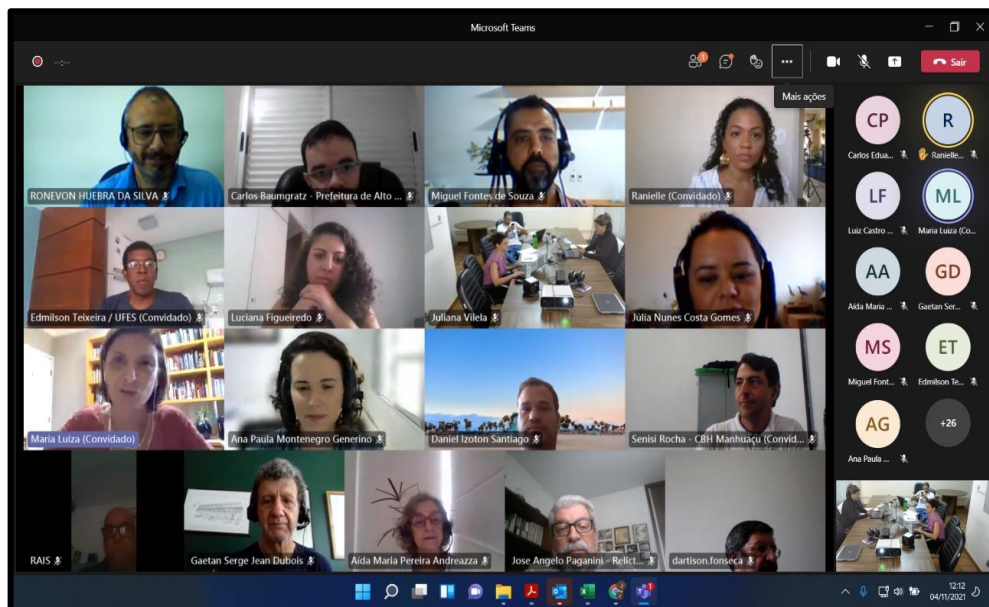 Microsoft Teams
--:--
1
Sair
Mais ações
RONEVON HUEBRA DA SILVA
Carlos Baumgratz - Prefeitura de Alto ...
Miguel Fontes de Souza
Ranielle (Convidado)
CP
R
Carlos Edua...
Ranielle...
Edmilson Teixeira / UFES (Convidado)
Luciana Figueiredo
Juliana Vilela
Júlia Nunes Costa Gomes
LF
ML
Luiz Castro ...
Maria Luiza (Co...
AA
GD
Aída Maria ...
Gaetan Ser...
Maria Luiza (Convidado)
Ana Paula Montenegro Generino
Daniel Izoton Santiago
Senisi Rocha - CBH Manhuaçu (Convid...
MS
ET
Miguel Font...
Edmilson Te...
AG
+26
Ana Paula ...
RAIS
Gaetan Serge Jean Dubois
Aída Maria Pereira Andreazza
Jose Angelo Paganini - Relict...
dartison.fonseca
12:12
04/11/2021